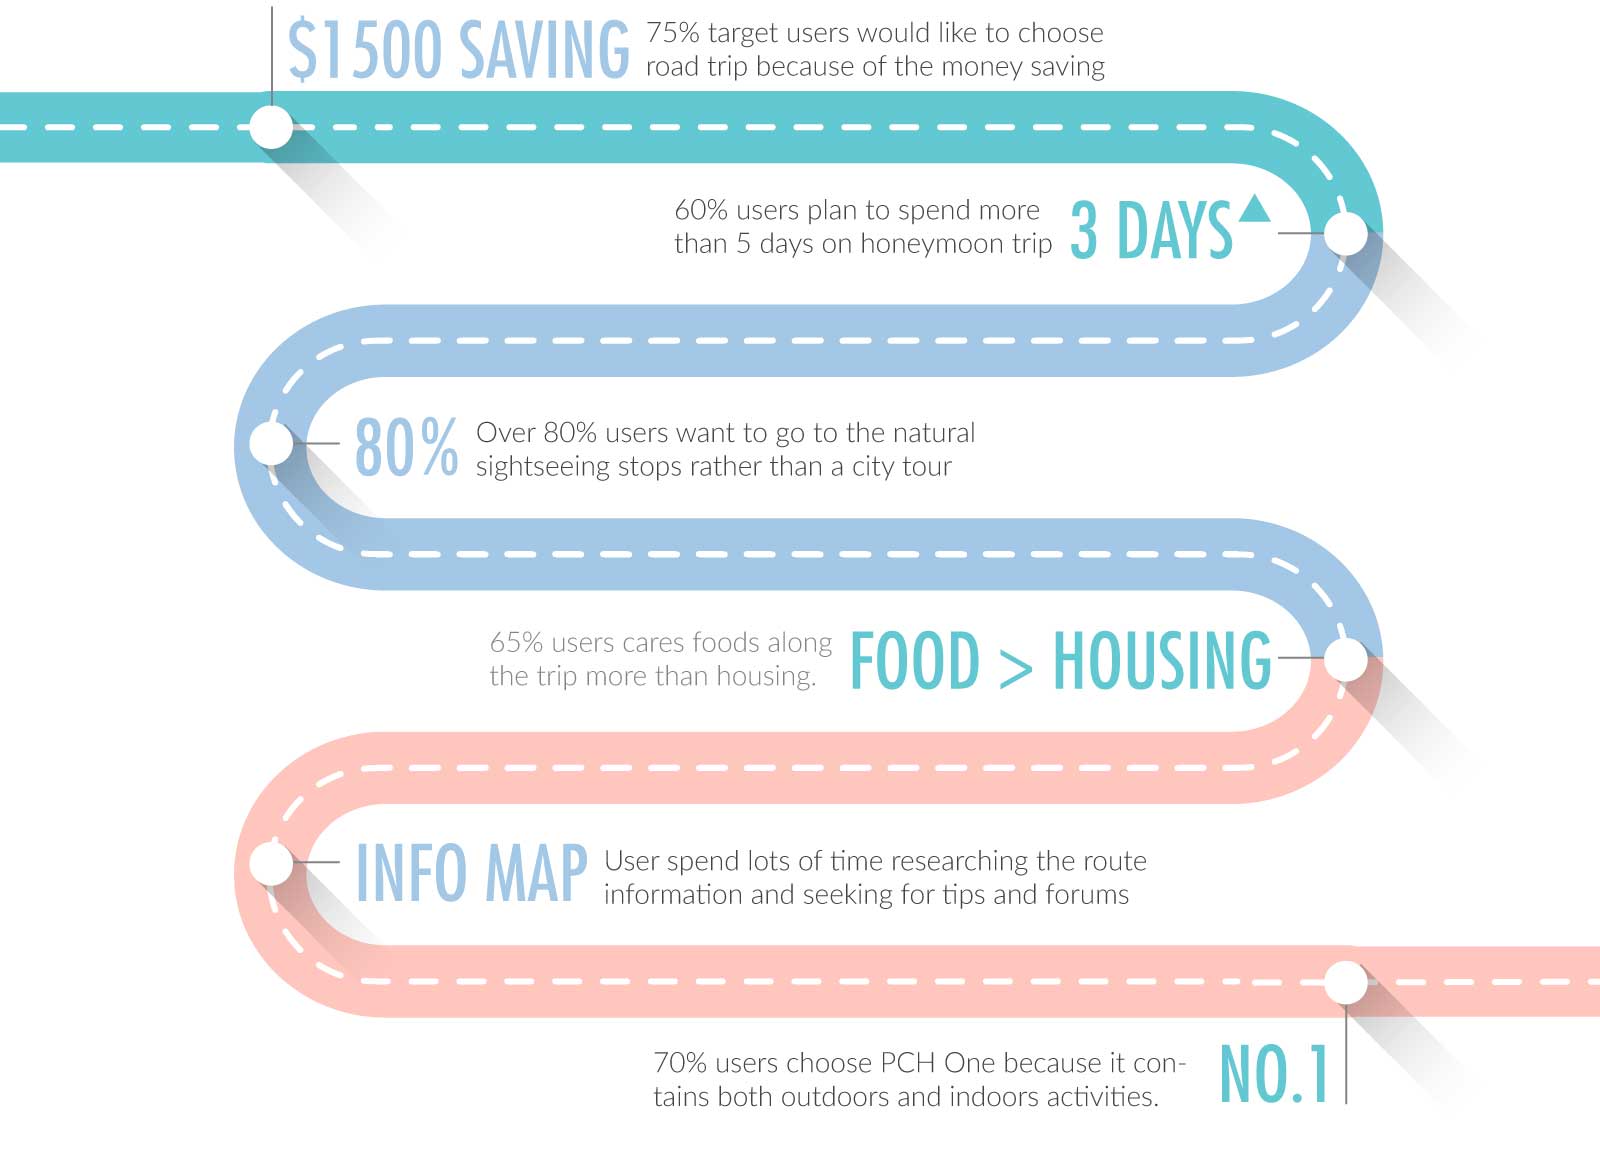 $1500 SAVING
75% target users would like to choose
road trip because of the money saving
60% users plan to spend more
than 5 days on honeymoon trip
3 DAYS
80%
Over 80% users want to go to the natural
sightseeing stops rather than a city tour
65% users cares foods along
the trip more than housing.
FOOD > HOUSING
INFO MAP
User spend lots of time researching the route
information and seeking for tips and forums
70% users choose PCH One because it con-
tains both outdoors and indoors activities.
NO.1